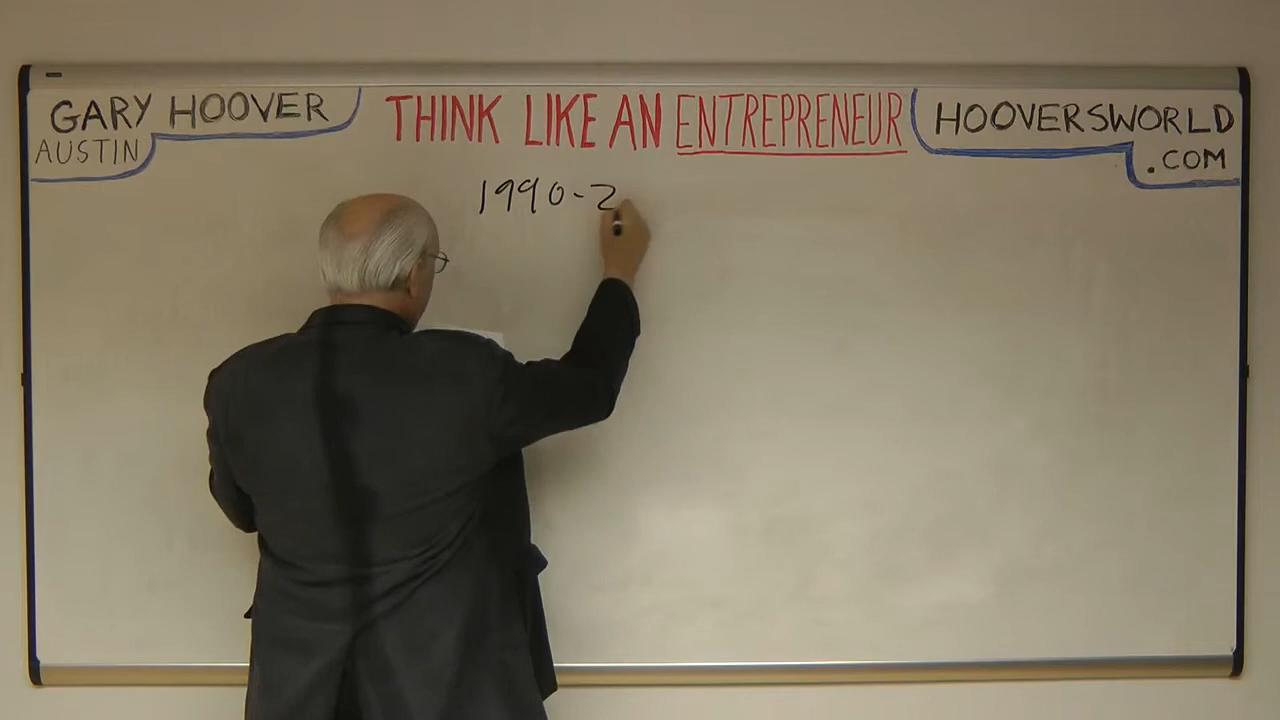 GARY HOOVER
AUSTIN
THINK LIKE AN ENTREPRENEUR
HOOVERSWORLD
.COM
1990-2